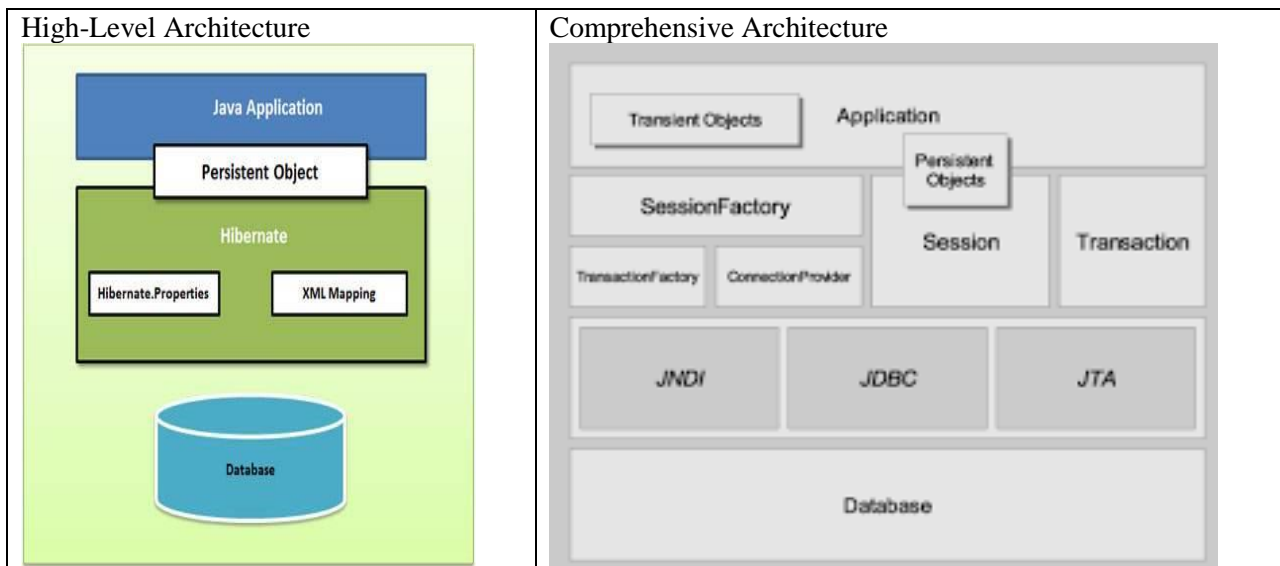 High-Level Architecture
Java Application
Persistent Object
Hibernate
Hibernate.Properties
XML Mapping
Database
Comprehensive Architecture
Transient Objects
Application
Persistent
Objects
SessionFactory
Session
Transaction
TransactionFactory
ConnectionProvider
JNDI
JDBC
JTA
Database